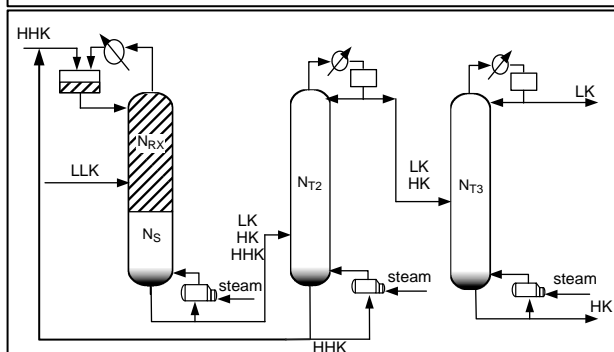 HHK
LK
N_RX
N_T2
N_T3
LK
HK
LLK
N_S
LK
HK
HHK
steam
steam
steam
HK
HHK